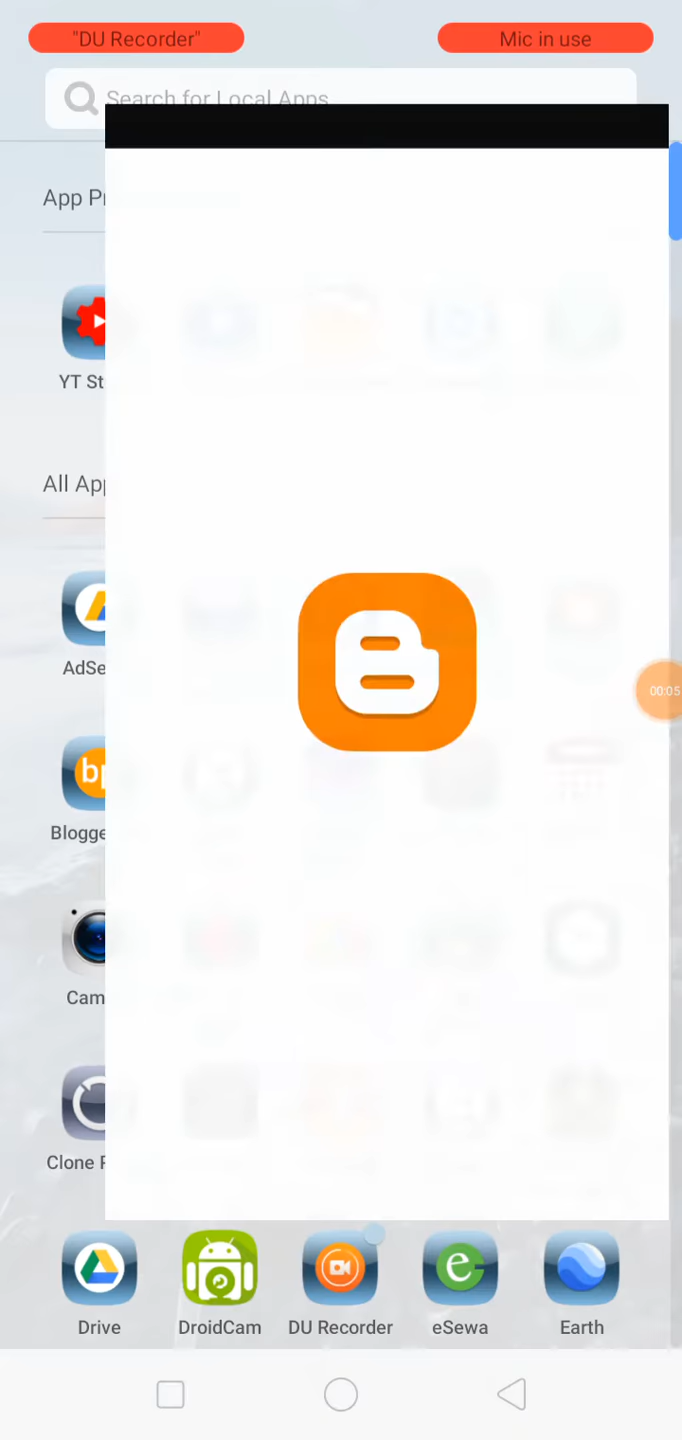 "DU Recorder"
Mic in use
Search for Local Apps
App Pr
YT St
All App
AdSe
00:05
Blogge
Cam
Clone
Drive
DroidCam
DU Recorder
eSewa
Earth